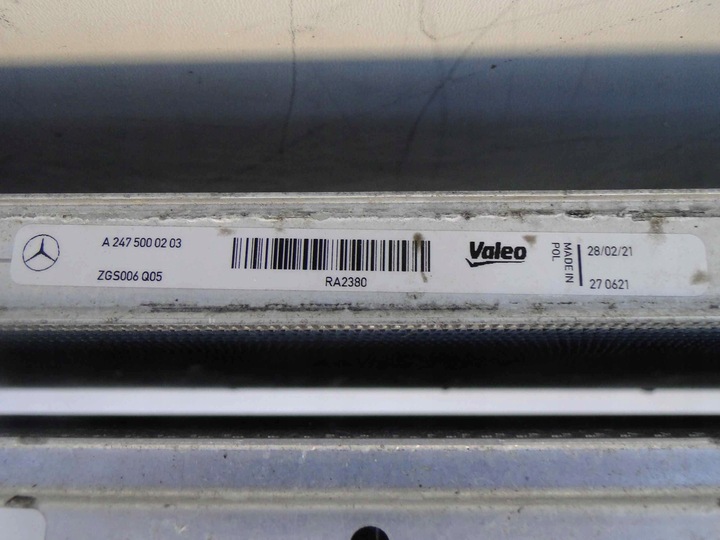 A 247 500 02 03
ZGS006 Q05
RA2380
Valeo
MADE IN
POL
28/02/21
27 0621